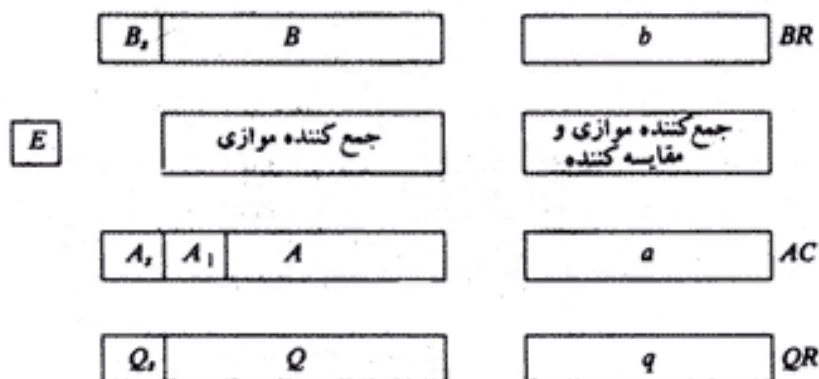 B_s B b BR
E جمع کننده موازی جمع‌کننده موازی و
مقایسه کننده
A_s A_1 A a AC
Q_s Q q QR